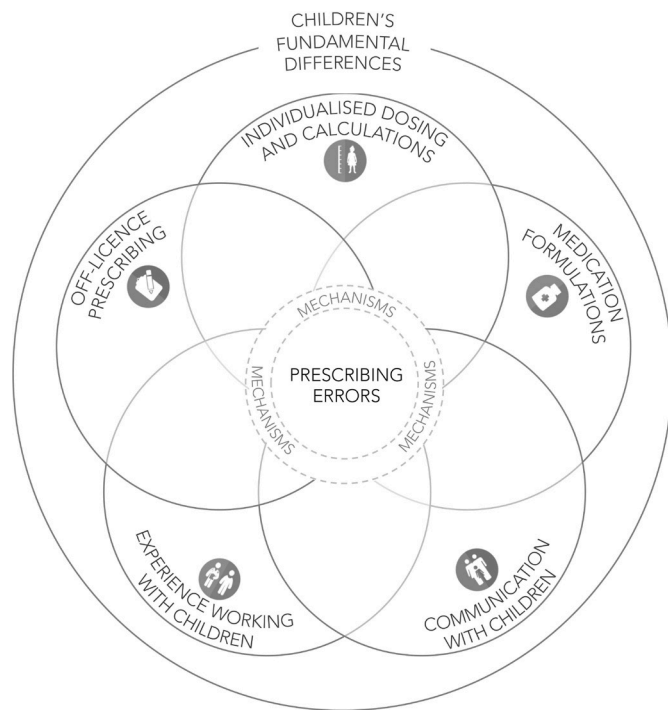 CHILDREN'S
FUNDAMENTAL
DIFFERENCES
INDIVIDUALISED DOSING
AND CALCULATIONS
OFF-LICENCE
PRESCRIBING
MEDICATION
FORMULATIONS
MECHANISMS
MECHANISMS
MECHANISMS
PRESCRIBING
ERRORS
EXPERIENCE WORKING
WITH CHILDREN
COMMUNICATION
WITH CHILDREN